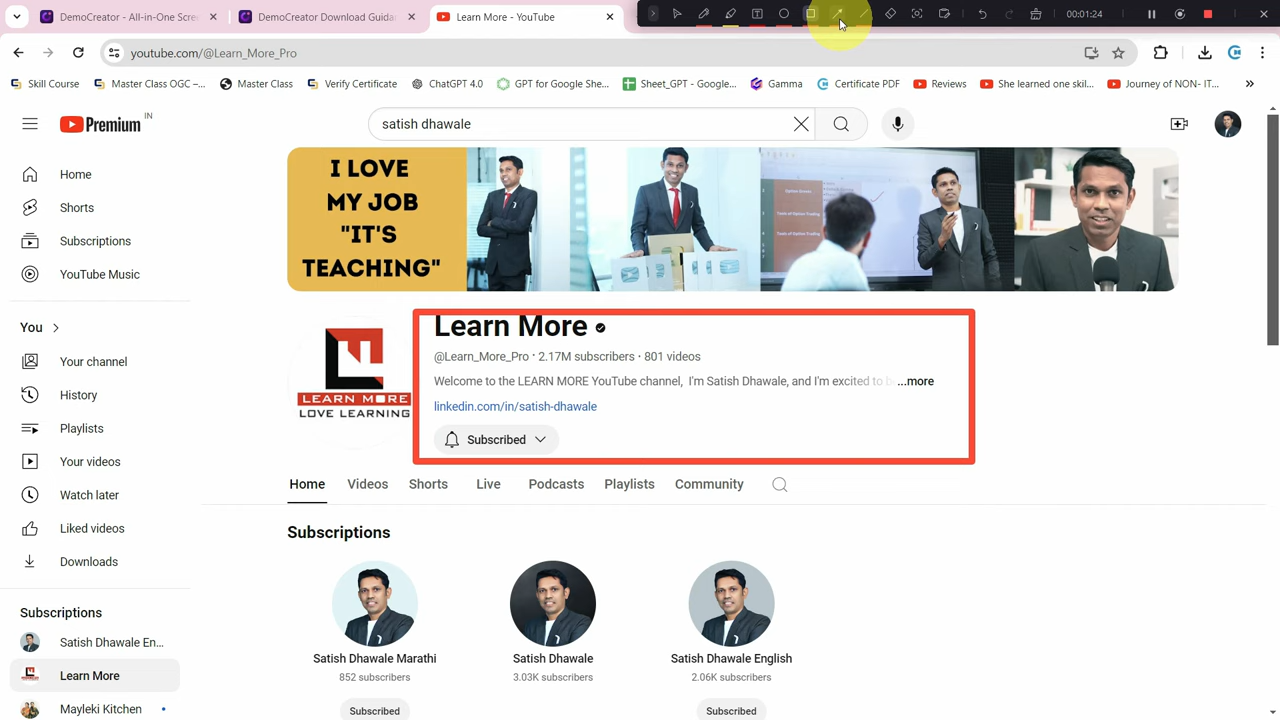 DemoCreator - All-in-One Scree
DemoCreator Download Guidan
Learn More - YouTube
00:01:24
youtube.com/@Learn_More_Pro
Skill Course
Master Class OGC –...
Master Class
Verify Certificate
ChatGPT 4.0
GPT for Google She...
Sheet_GPT - Google...
Gamma
Certificate PDF
Reviews
She learned one skil...
Journey of NON- IT...
Premium IN
satish dhawale
Home
Shorts
Subscriptions
YouTube Music
You
Your channel
History
Playlists
Your videos
Watch later
Liked videos
Downloads
Subscriptions
Satish Dhawale En...
Learn More
Mayleki Kitchen
I LOVE
MY JOB
"IT'S
TEACHING"
LEARN MORE
LOVE LEARNING
Learn More
@Learn_More_Pro · 2.17M subscribers · 801 videos
Welcome to the LEARN MORE YouTube channel, I'm Satish Dhawale, and I'm excited to b ...more
linkedin.com/in/satish-dhawale
Subscribed
Home
Videos
Shorts
Live
Podcasts
Playlists
Community
Subscriptions
Satish Dhawale Marathi
852 subscribers
Subscribed
Satish Dhawale
3.03K subscribers
Satish Dhawale English
2.06K subscribers
Subscribed